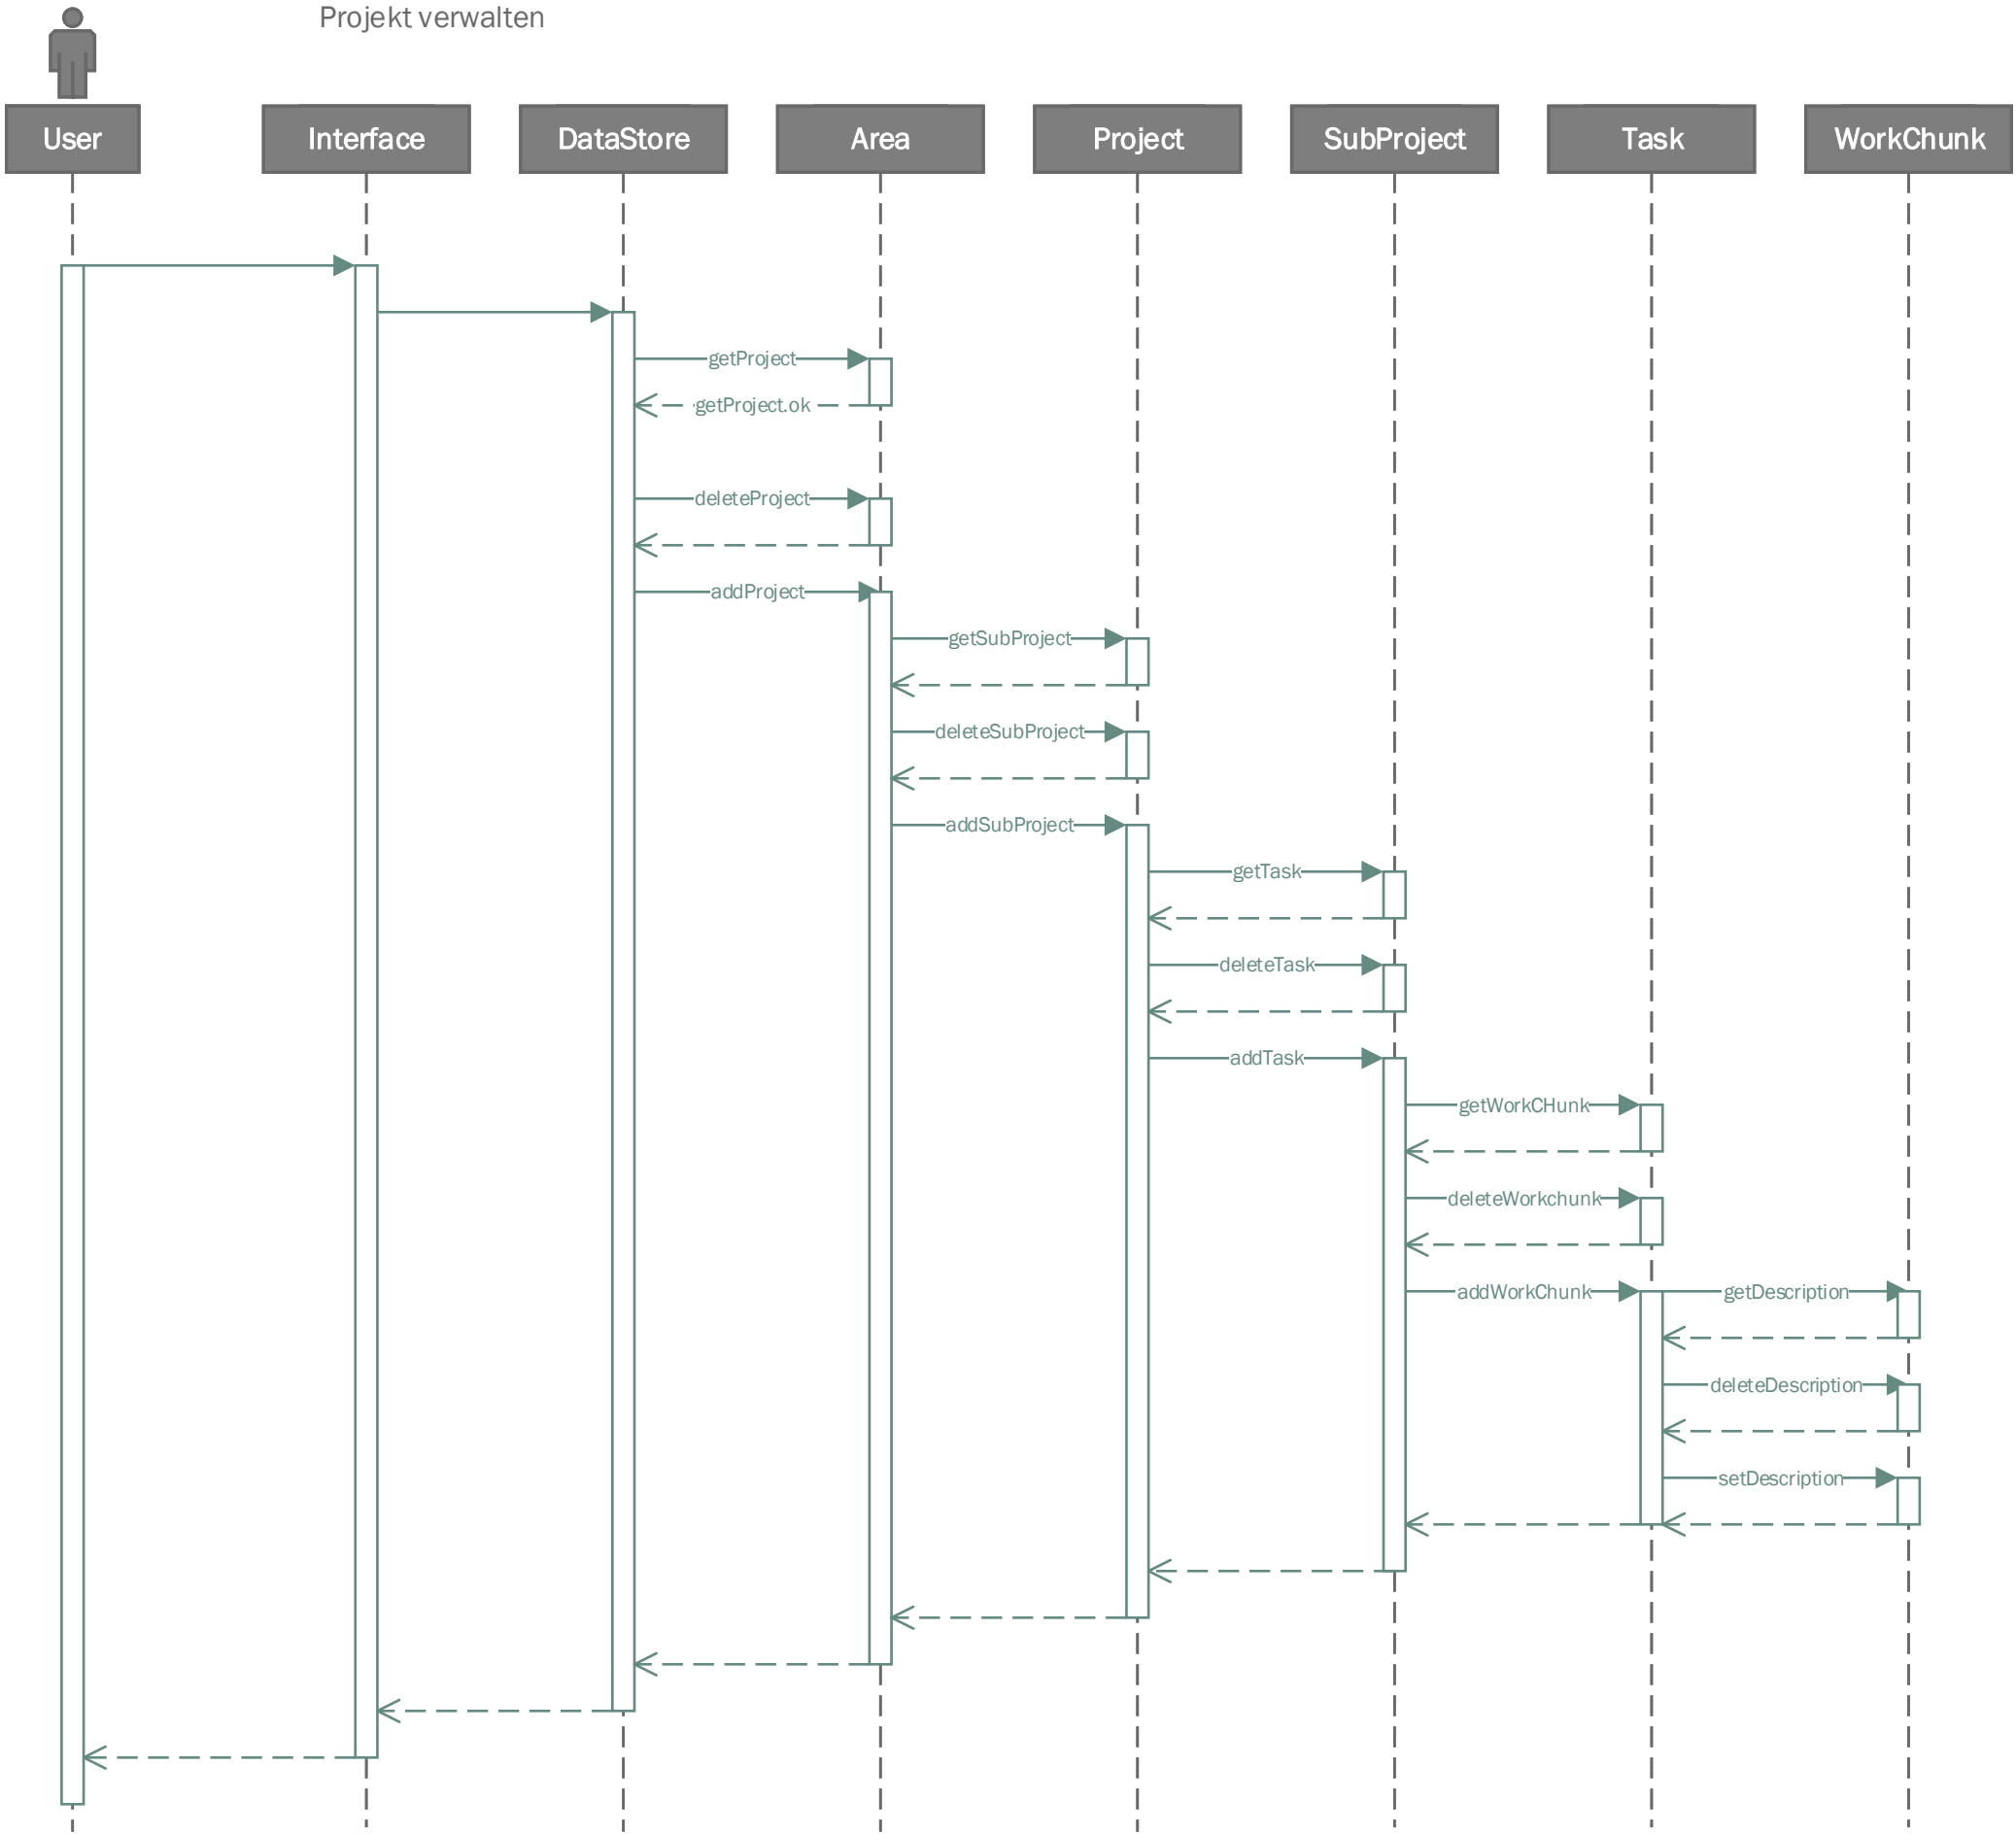 Projekt verwalten
User
Interface
DataStore
Area
Project
SubProject
Task
WorkChunk
getProject
getProject.ok
deleteProject
addProject
getSubProject
deleteSubProject
addSubProject
getTask
deleteTask
addTask
getWorkCHunk
deleteWorkchunk
addWorkChunk
getDescription
deleteDescription
setDescription